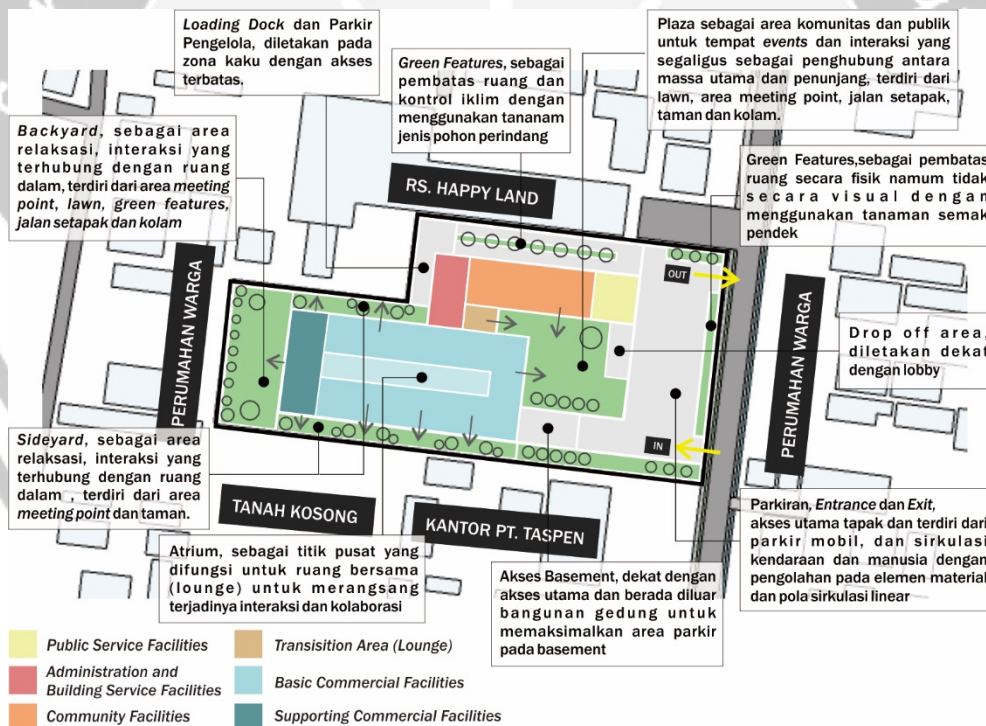 Loading Dock dan Parkir
Pengelola, diletakan pada
zona kaku dengan akses
terbatas.
Green Features, sebagai
pembatas ruang dan
kontrol iklim dengan
menggunakan tananam
jenis pohon perindang
Plaza sebagai area komunitas dan publik
untuk tempat events dan interaksi yang
segaligus sebagai penghubung antara
massa utama dan penunjang, terdiri dari
lawn, area meeting point, jalan setapak,
taman dan kolam.
Backyard, sebagai area
relaksasi, interaksi yang
terhubung dengan ruang
dalam, terdiri dari area meeting
point, lawn, green features,
jalan setapak dan kolam
Green Features,sebagai pembatas
ruang secara fisik namum tidak
secara visual dengan
menggunakan tanaman semak
pendek
RS. HAPPY LAND
OUT
PERUMAHAN WARGA
PERUMAHAN WARGA
Drop off area,
diletakan dekat
dengan lobby
IN
Sideyard, sebagai area
relaksasi, interaksi yang
terhubung dengan ruang
dalam , terdiri dari area
meeting point dan taman.
TANAH KOSONG
KANTOR PT. TASPEN
Atrium, sebagai titik pusat yang
difungsi untuk ruang bersama
(lounge) untuk merangsang
terjadinya interaksi dan kolaborasi
Akses Basement, dekat dengan
akses utama dan berada diluar
bangunan gedung untuk
memaksimalkan area parkir
pada basement
Parkiran, Entrance dan Exit,
akses utama tapak dan terdiri dari
parkir mobil, dan sirkulasi
kendaraan dan manusia dengan
pengolahan pada elemen material
dan pola sirkulasi linear
Public Service Facilities
Administration and
Building Service Facilities
Community Facilities
Transisition Area (Lounge)
Basic Commercial Facilities
Supporting Commercial Facilities